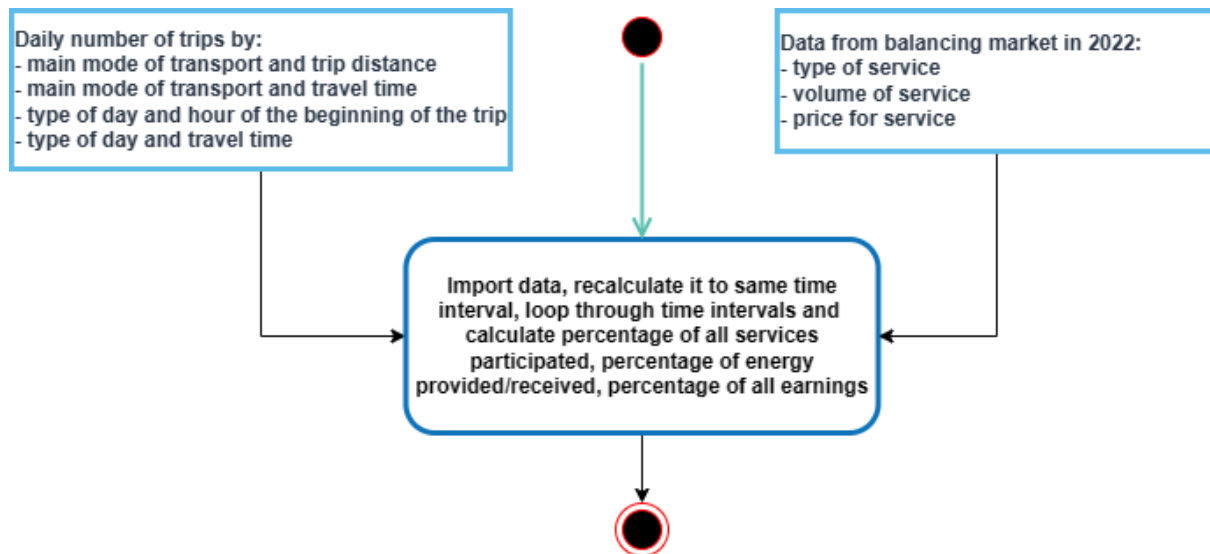 Daily number of trips by:
- main mode of transport and trip distance
- main mode of transport and travel time
- type of day and hour of the beginning of the trip
- type of day and travel time
Data from balancing market in 2022:
- type of service
- volume of service
- price for service
Import data, recalculate it to same time
interval, loop through time intervals and
calculate percentage of all services
participated, percentage of energy
provided/received, percentage of all earnings